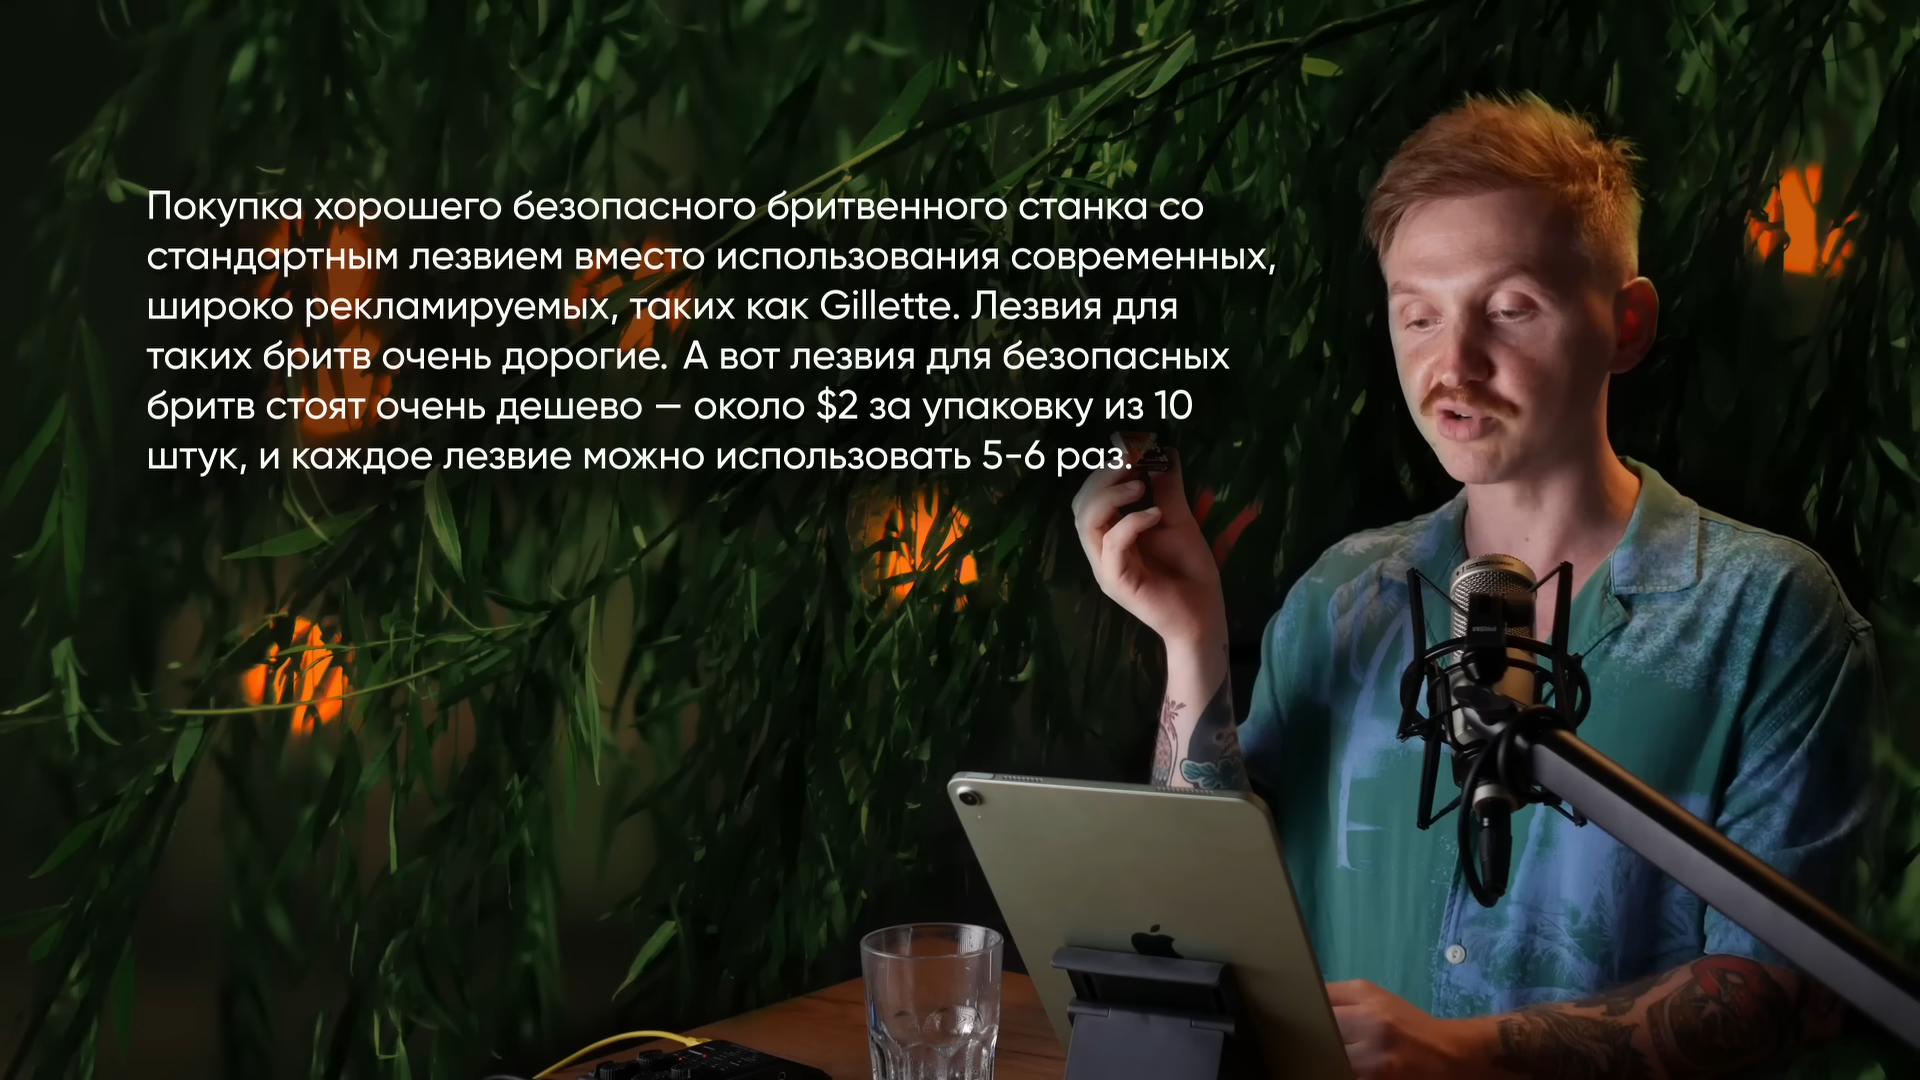 Покупка хорошего безопасного бритвенного станка со
стандартным лезвием вместо использования современных,
широко рекламируемых, таких как Gillette. Лезвия для
таких бритв очень дорогие. А вот лезвия для безопасных
бритв стоят очень дешево — около $2 за упаковку из 10
штук, и каждое лезвие можно использовать 5-6 раз.